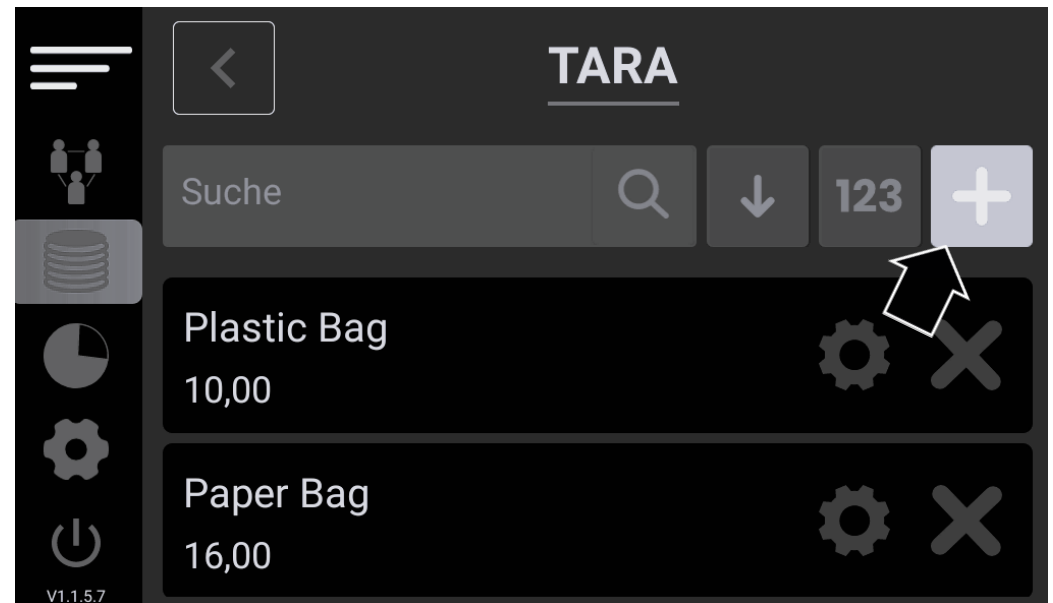 TARA
Suche
123
Plastic Bag
10,00
Paper Bag
16,00
V1.1.5.7